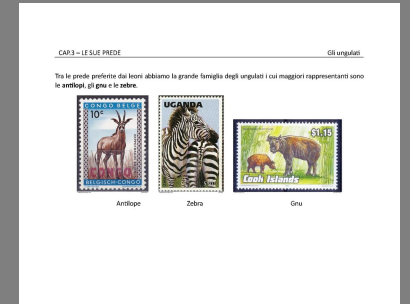 CAP.3 – LE SUE PREDE Gli ungulati
Tra le prede preferite dai leoni abbiamo la grande famiglia degli ungulati i cui maggiori rappresentanti sono
le antilopi, gli gnu e le zebre.
CONGO BELGE
10c
CONGO
BELGISCH-CONGO
UGANDA
$1.15
Cook Islands
Antilope Zebra Gnu